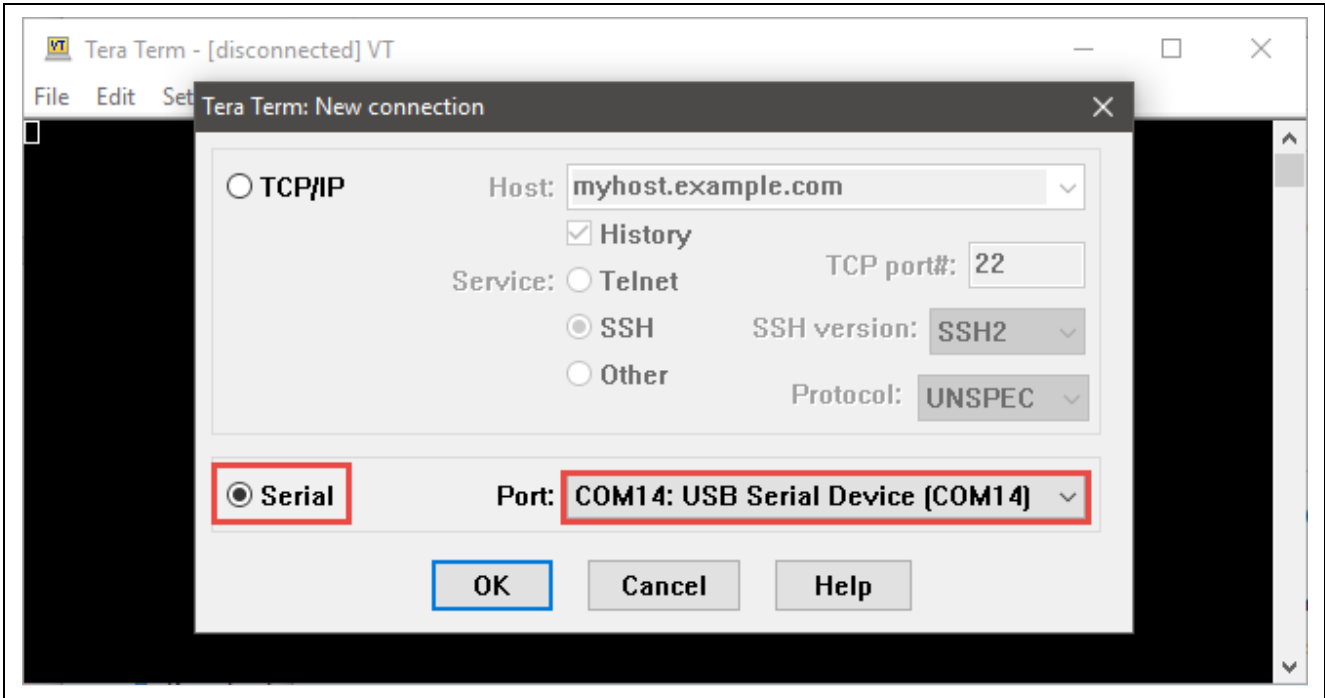 VT Tera Term - [disconnected] VT
File Edit Set
Tera Term: New connection
TCP/IP Host: myhost.example.com
History
TCP port#: 22
Service: Telnet
SSH SSH version: SSH2
Other
Protocol: UNSPEC
Serial Port: COM14: USB Serial Device (COM14)
OK Cancel Help